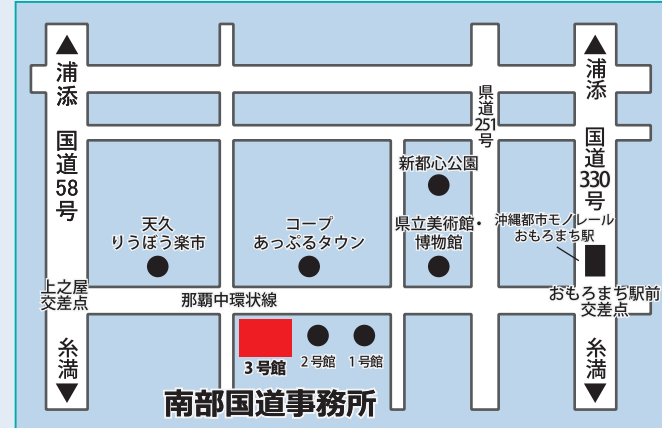 ▲
浦添
国道58号
県道251号
▲
浦添
国道330号
新都心公園
天久
りうぼう楽市
コープ
あっぷるタウン
県立美術館・
博物館
沖縄都市モノレール
おもろまち駅
上之屋
交差点
那覇中環状線
おもろまち駅前
交差点
糸満
▼
3号館
2号館
1号館
糸満
▼
南部国道事務所